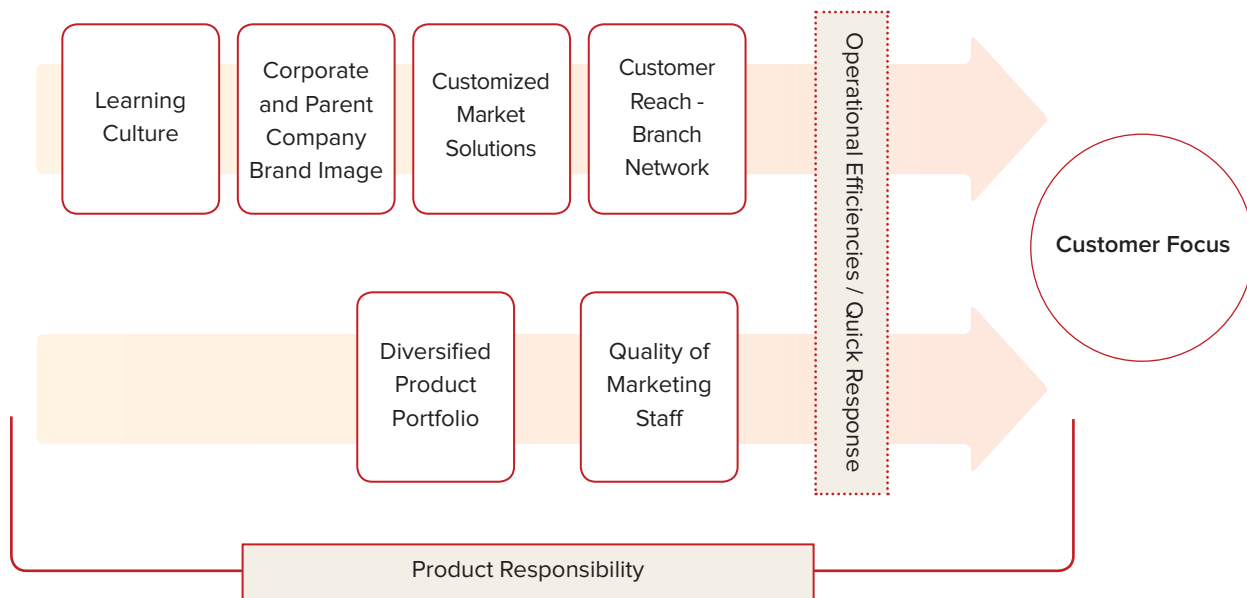 Learning
Culture
Corporate
and Parent
Company
Brand Image
Customized
Market
Solutions
Customer
Reach -
Branch
Network
Operational Efficiencies / Quick Response
Customer Focus
Diversified
Product
Portfolio
Quality of
Marketing
Staff
Product Responsibility